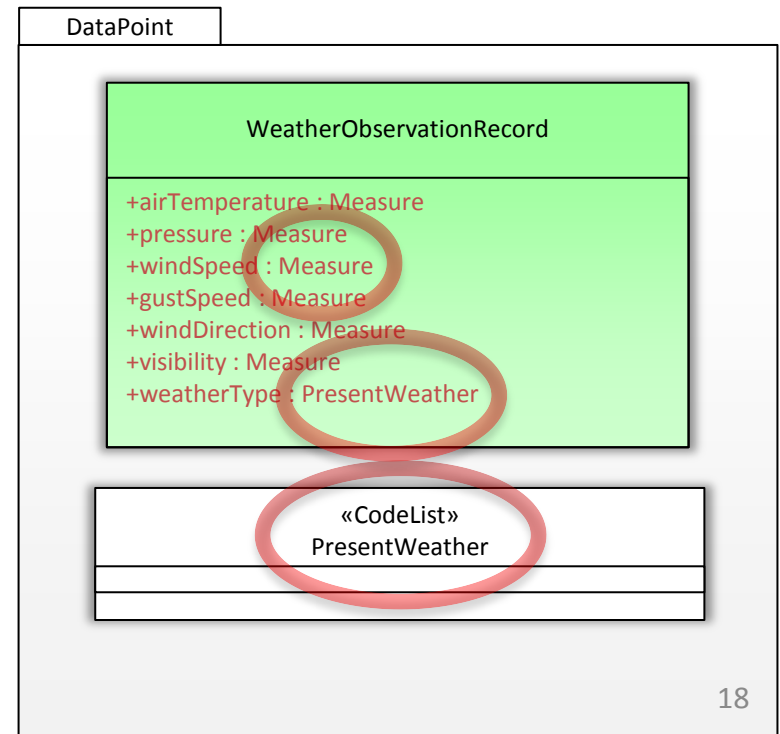 DataPoint
WeatherObservationRecord
+airTemperature : Measure
+pressure : Measure
+windSpeed : Measure
+gustSpeed : Measure
+windDirection : Measure
+visibility : Measure
+weatherType : PresentWeather
«CodeList»
PresentWeather
18